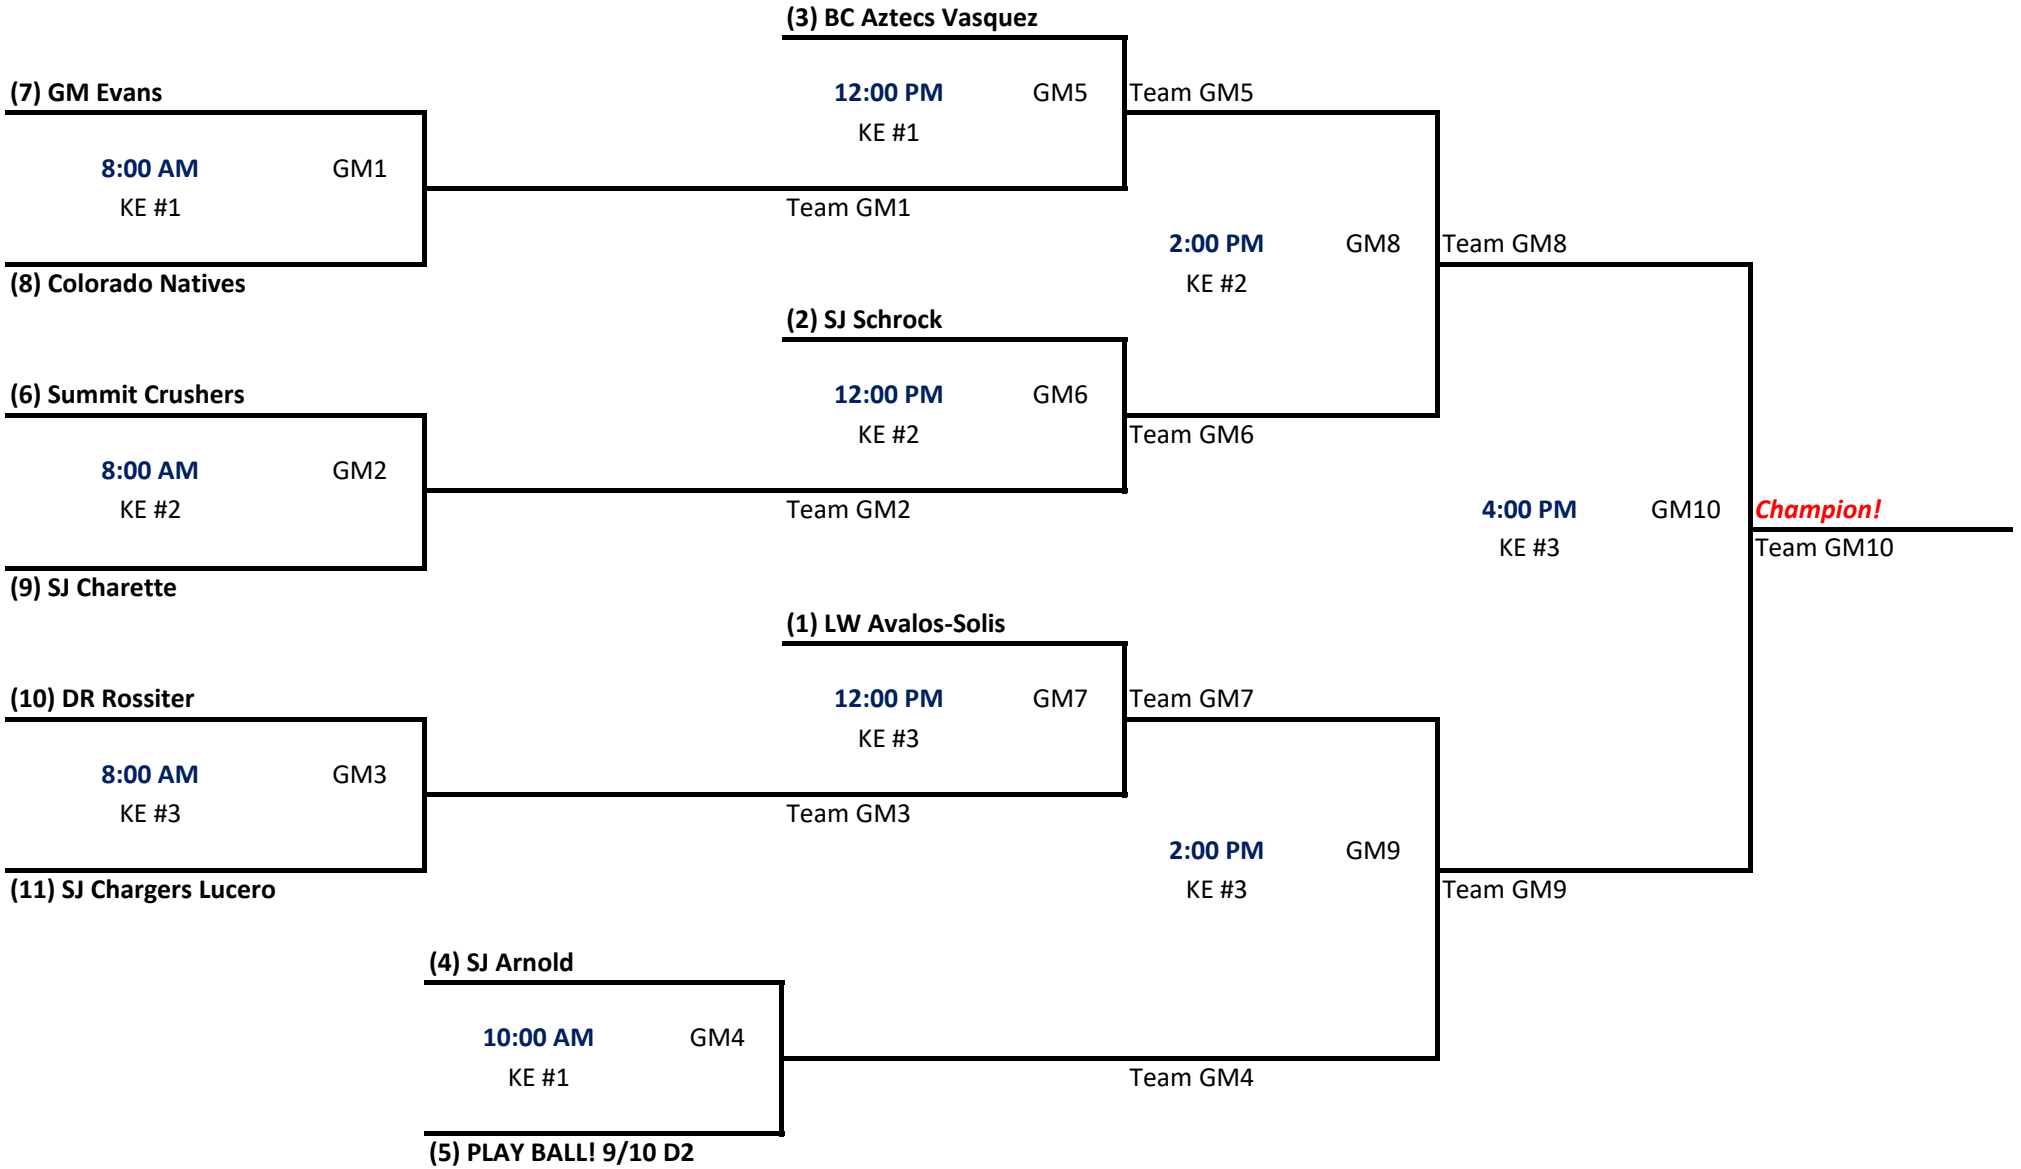 (3) BC Aztecs Vasquez
(7) GM Evans
12:00 PM GM5 Team GM5
KE #1
8:00 AM GM1
KE #1
Team GM1
2:00 PM GM8 Team GM8
(8) Colorado Natives
KE #2
(2) SJ Schrock
(6) Summit Crushers
12:00 PM GM6
KE #2
Team GM6
8:00 AM GM2
KE #2
Team GM2
4:00 PM GM10 Champion!
KE #3
Team GM10
(9) SJ Charette
(1) LW Avalos-Solis
(10) DR Rossiter
12:00 PM GM7 Team GM7
KE #3
8:00 AM GM3
KE #3
Team GM3
2:00 PM GM9
(11) SJ Chargers Lucero
KE #3
Team GM9
(4) SJ Arnold
10:00 AM GM4
KE #1
Team GM4
(5) PLAY BALL! 9/10 D2